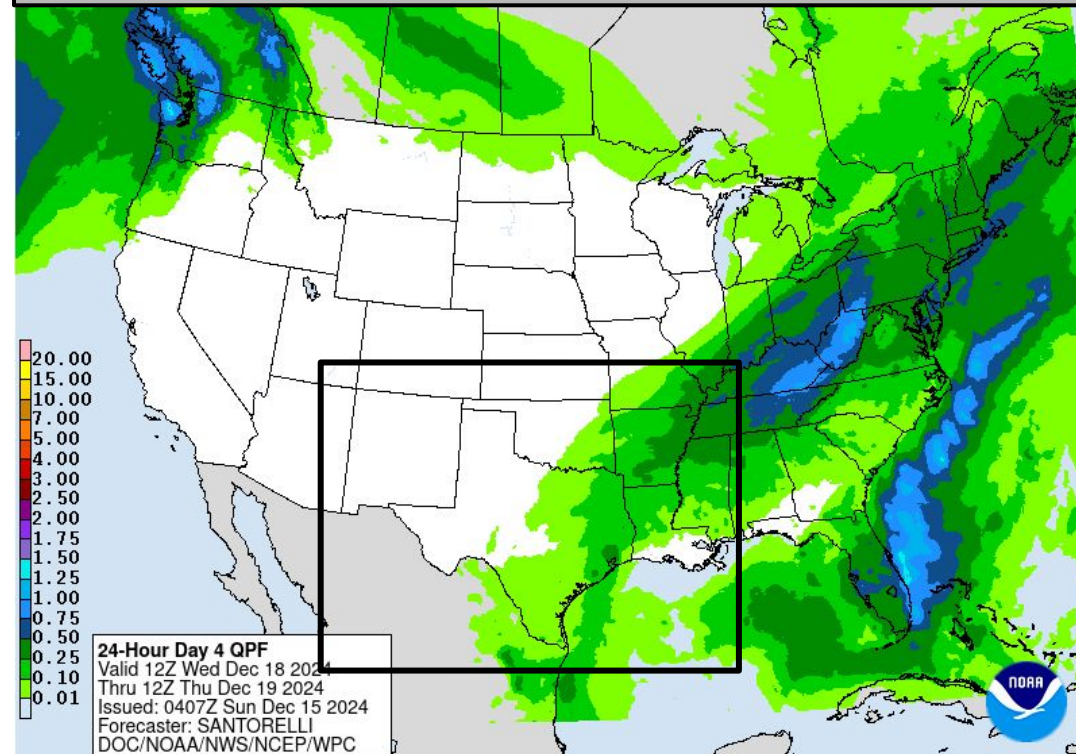 20.00
15.00
10.00
7.00
5.00
4.00
3.00
2.50
2.00
1.75
1.50
1.25
1.00
0.75
0.50
0.25
0.10
0.01
24-Hour Day 4 QPF
Valid 12Z Wed Dec 18 2024
Thru 12Z Thu Dec 19 2024
Issued: 0407Z Sun Dec 15 2024
Forecaster: SANTORELLI
DOC/NOAA/NWS/NCEP/WPC
NOAA